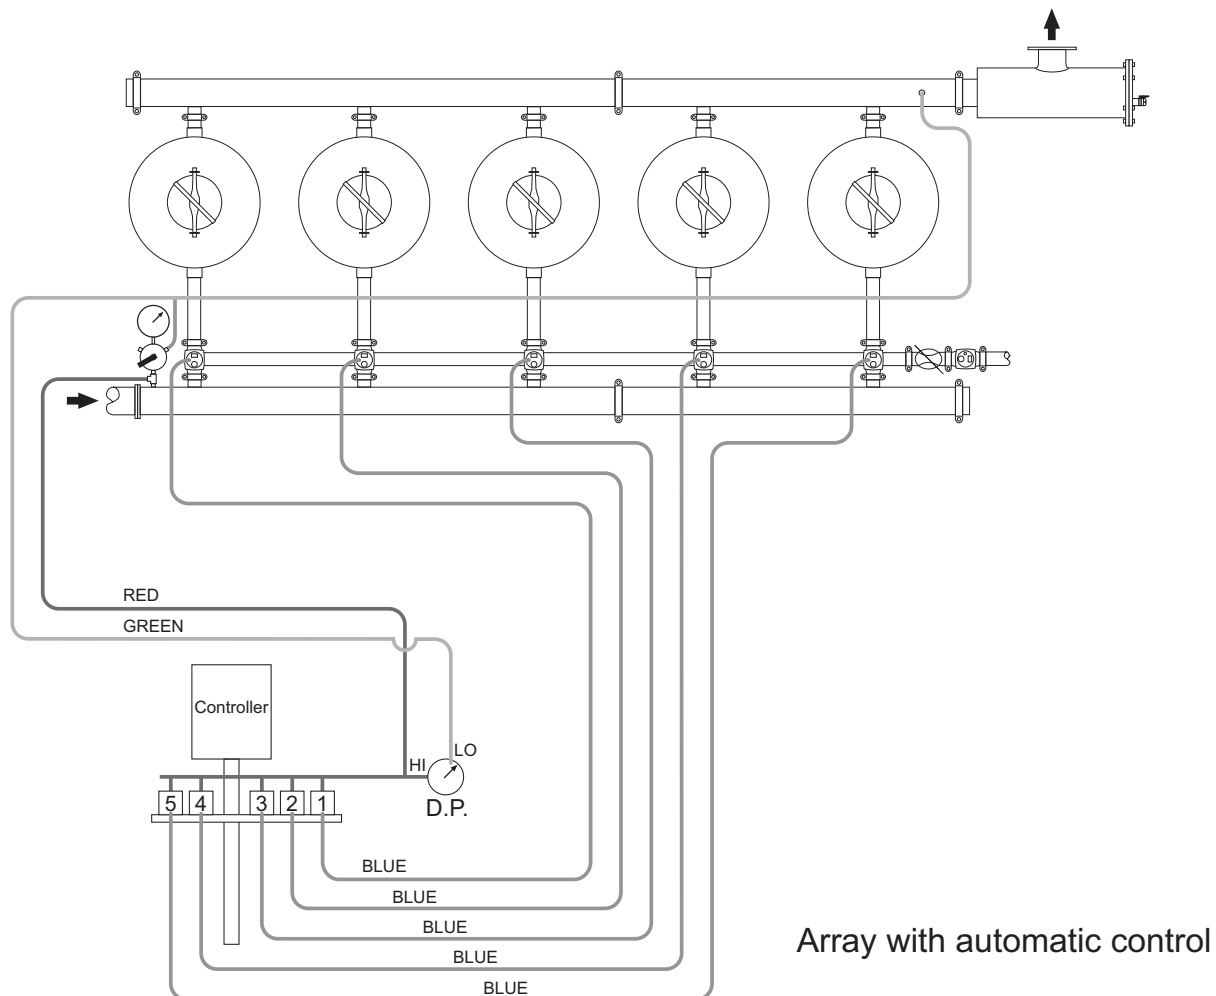 RED
GREEN
Controller
LO
HI
D.P.
5 4 3 2 1
BLUE
BLUE
BLUE
Array with automatic control
BLUE
BLUE